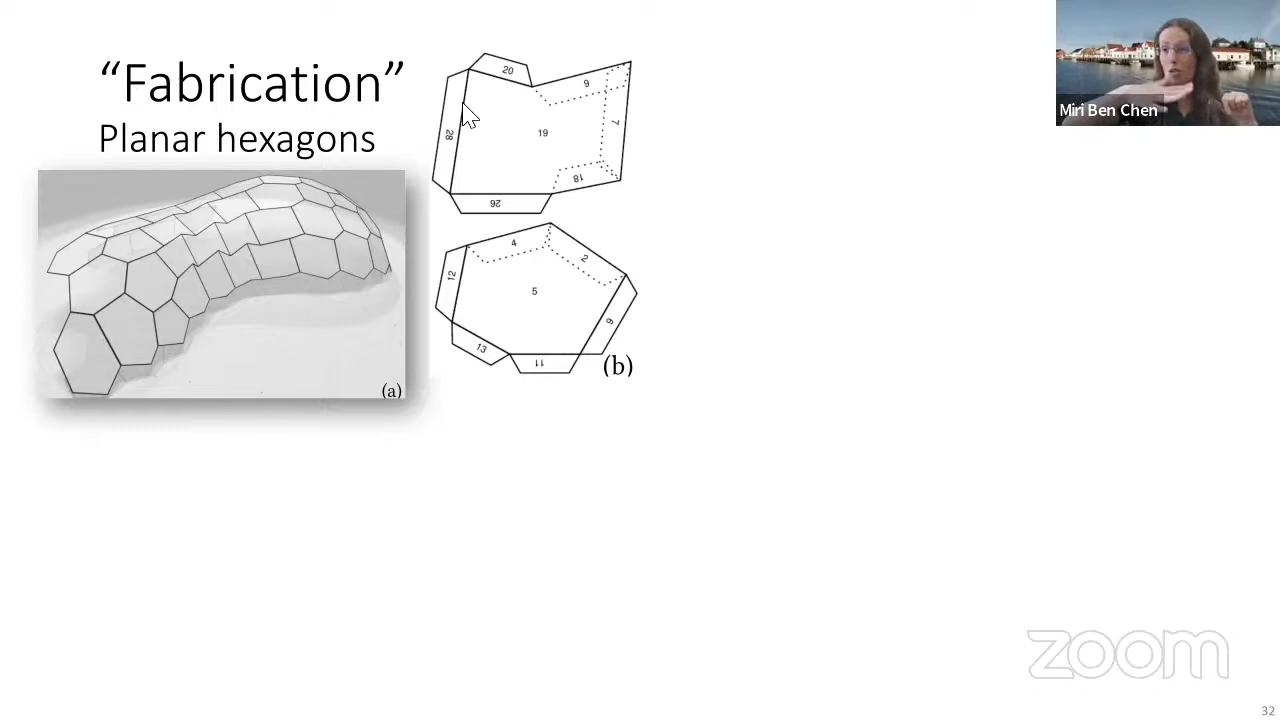 “Fabrication”
Planar hexagons
(a)
20
6
28
19
7
18
26
4
2
12
5
6
13
11
(b)
Miri Ben Chen
zoom
32